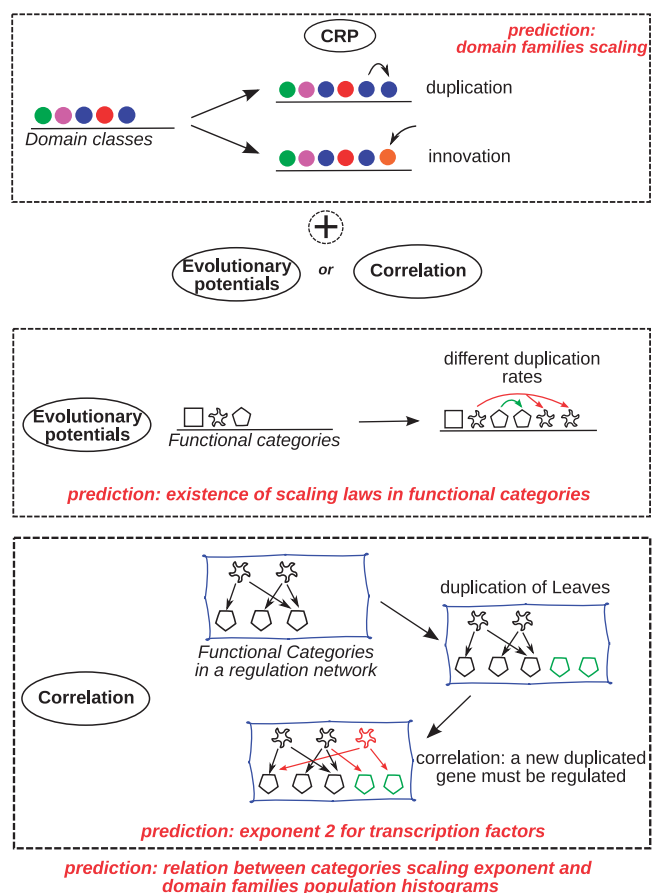 CRP
prediction:
domain families scaling
duplication
Domain classes
innovation
+
Evolutionary
potentials
or
Correlation
different duplication
rates
Evolutionary
potentials
Functional categories
prediction: existence of scaling laws in functional categories
duplication of Leaves
Functional Categories
in a regulation network
Correlation
correlation: a new duplicated
gene must be regulated
prediction: exponent 2 for transcription factors
prediction: relation between categories scaling exponent and
domain families population histograms